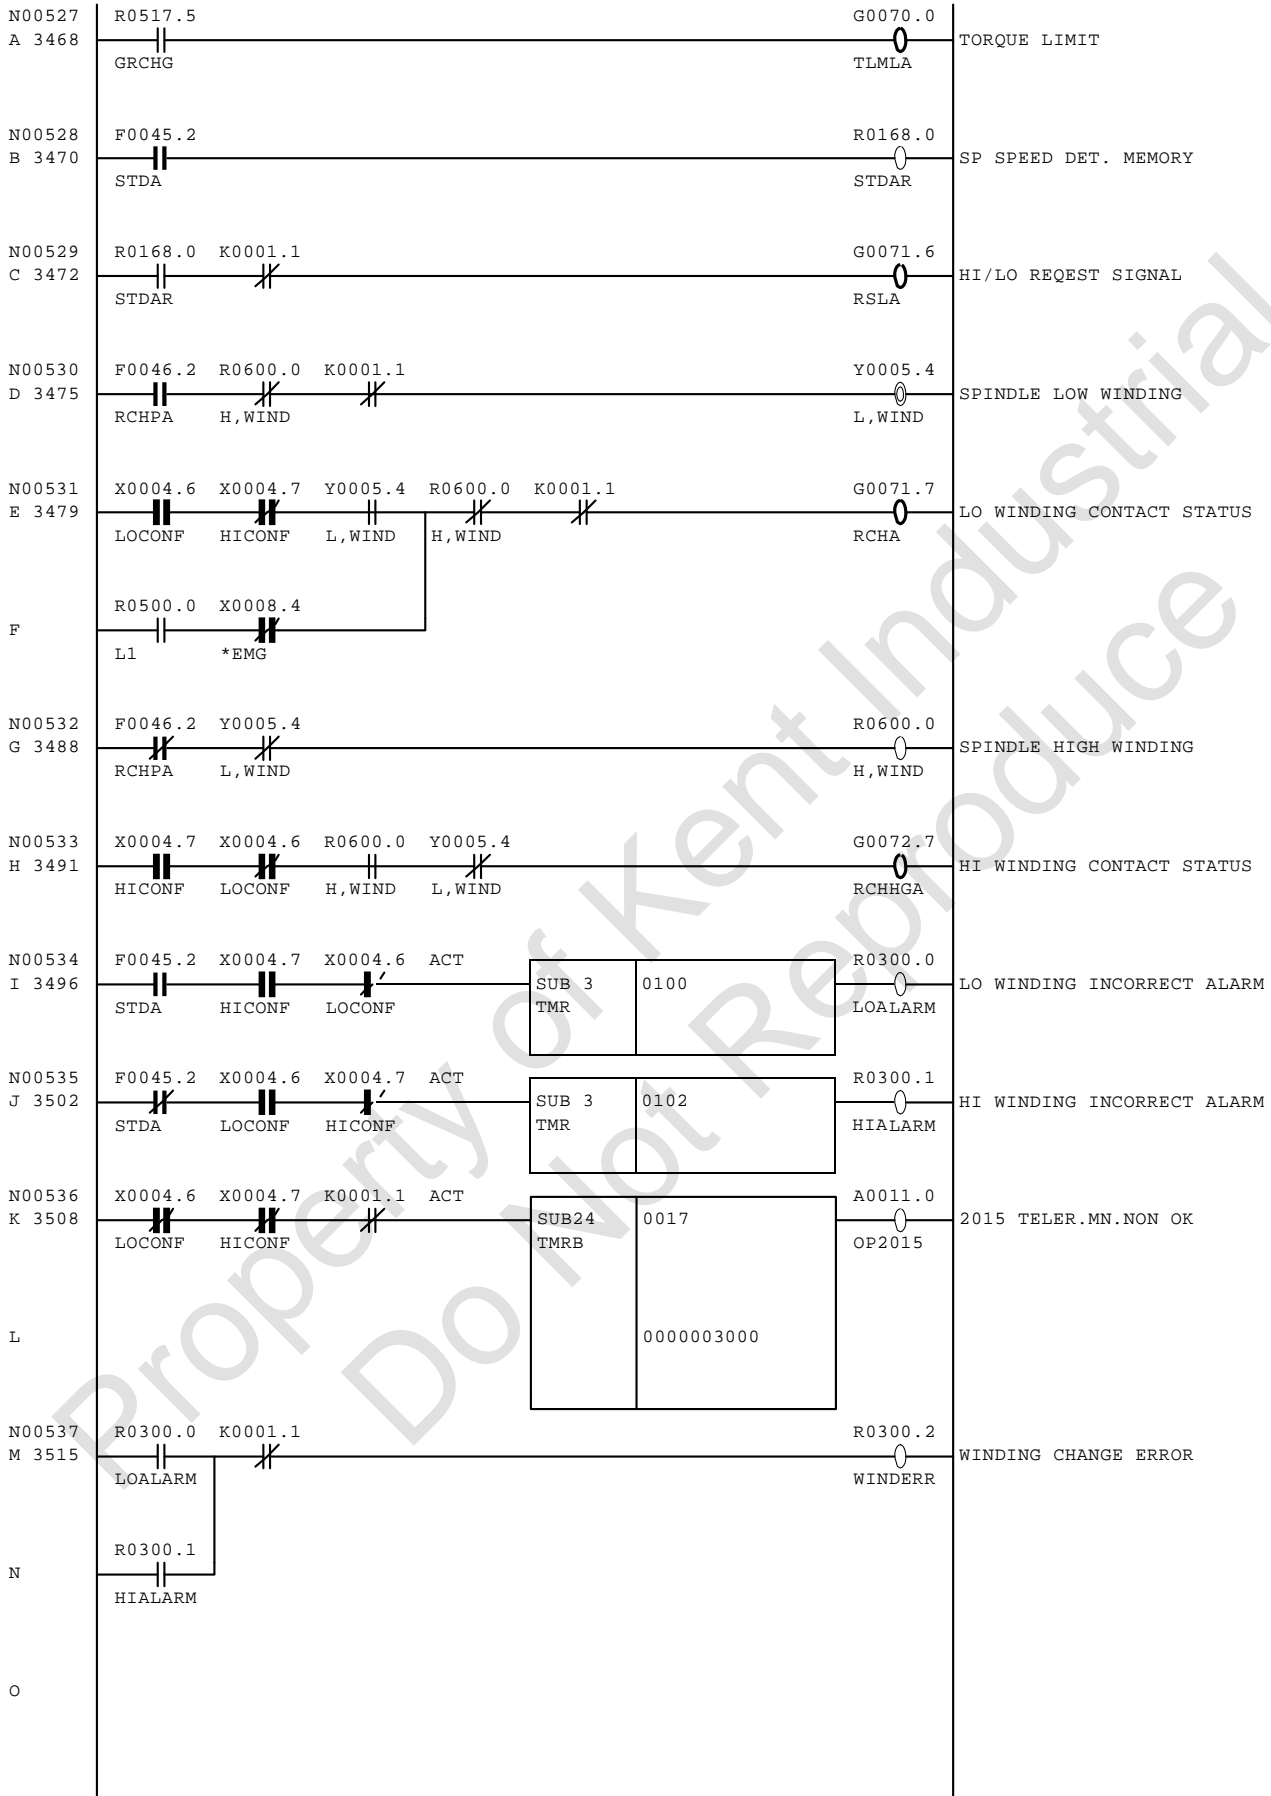 N00527 R0517.5 G0070.0
A 3468 TORQUE LIMIT
GRCHG TLMLA
N00528 F0045.2 R0168.0
B 3470 SP SPEED DET. MEMORY
STDA STDAR
N00529 R0168.0 K0001.1 G0071.6
C 3472 HI/LO REQEST SIGNAL
STDAR RSLA
N00530 F0046.2 R0600.0 K0001.1 Y0005.4
D 3475 SPINDLE LOW WINDING
RCHPA H,WIND L,WIND
N00531 X0004.6 X0004.7 Y0005.4 R0600.0 K0001.1 G0071.7
E 3479 LO WINDING CONTACT STATUS
LOCONF HICONF L,WIND H,WIND RCHA
R0500.0 X0008.4
F
L1 *EMG
N00532 F0046.2 Y0005.4 R0600.0
G 3488 SPINDLE HIGH WINDING
RCHPA L,WIND H,WIND
N00533 X0004.7 X0004.6 R0600.0 Y0005.4 G0072.7
H 3491 HI WINDING CONTACT STATUS
HICONF LOCONF H,WIND L,WIND RCHHGA
N00534 F0045.2 X0004.7 X0004.6 ACT R0300.0
I 3496 SUB 3 0100 LO WINDING INCORRECT ALARM
STDA HICONF LOCONF TMR LOALARM
N00535 F0045.2 X0004.6 X0004.7 ACT R0300.1
J 3502 SUB 3 0102 HI WINDING INCORRECT ALARM
STDA LOCONF HICONF TMR HIALARM
N00536 X0004.6 X0004.7 K0001.1 ACT A0011.0
K 3508 SUB24 0017 2015 TELER.MN.NON OK
LOCONF HICONF TMRB OP2015
L 0000003000
N00537 R0300.0 K0001.1 R0300.2
M 3515 WINDING CHANGE ERROR
LOALARM WINDERR
R0300.1
N
HIALARM
O
Property of Kent Industrial
Do Not Reproduce